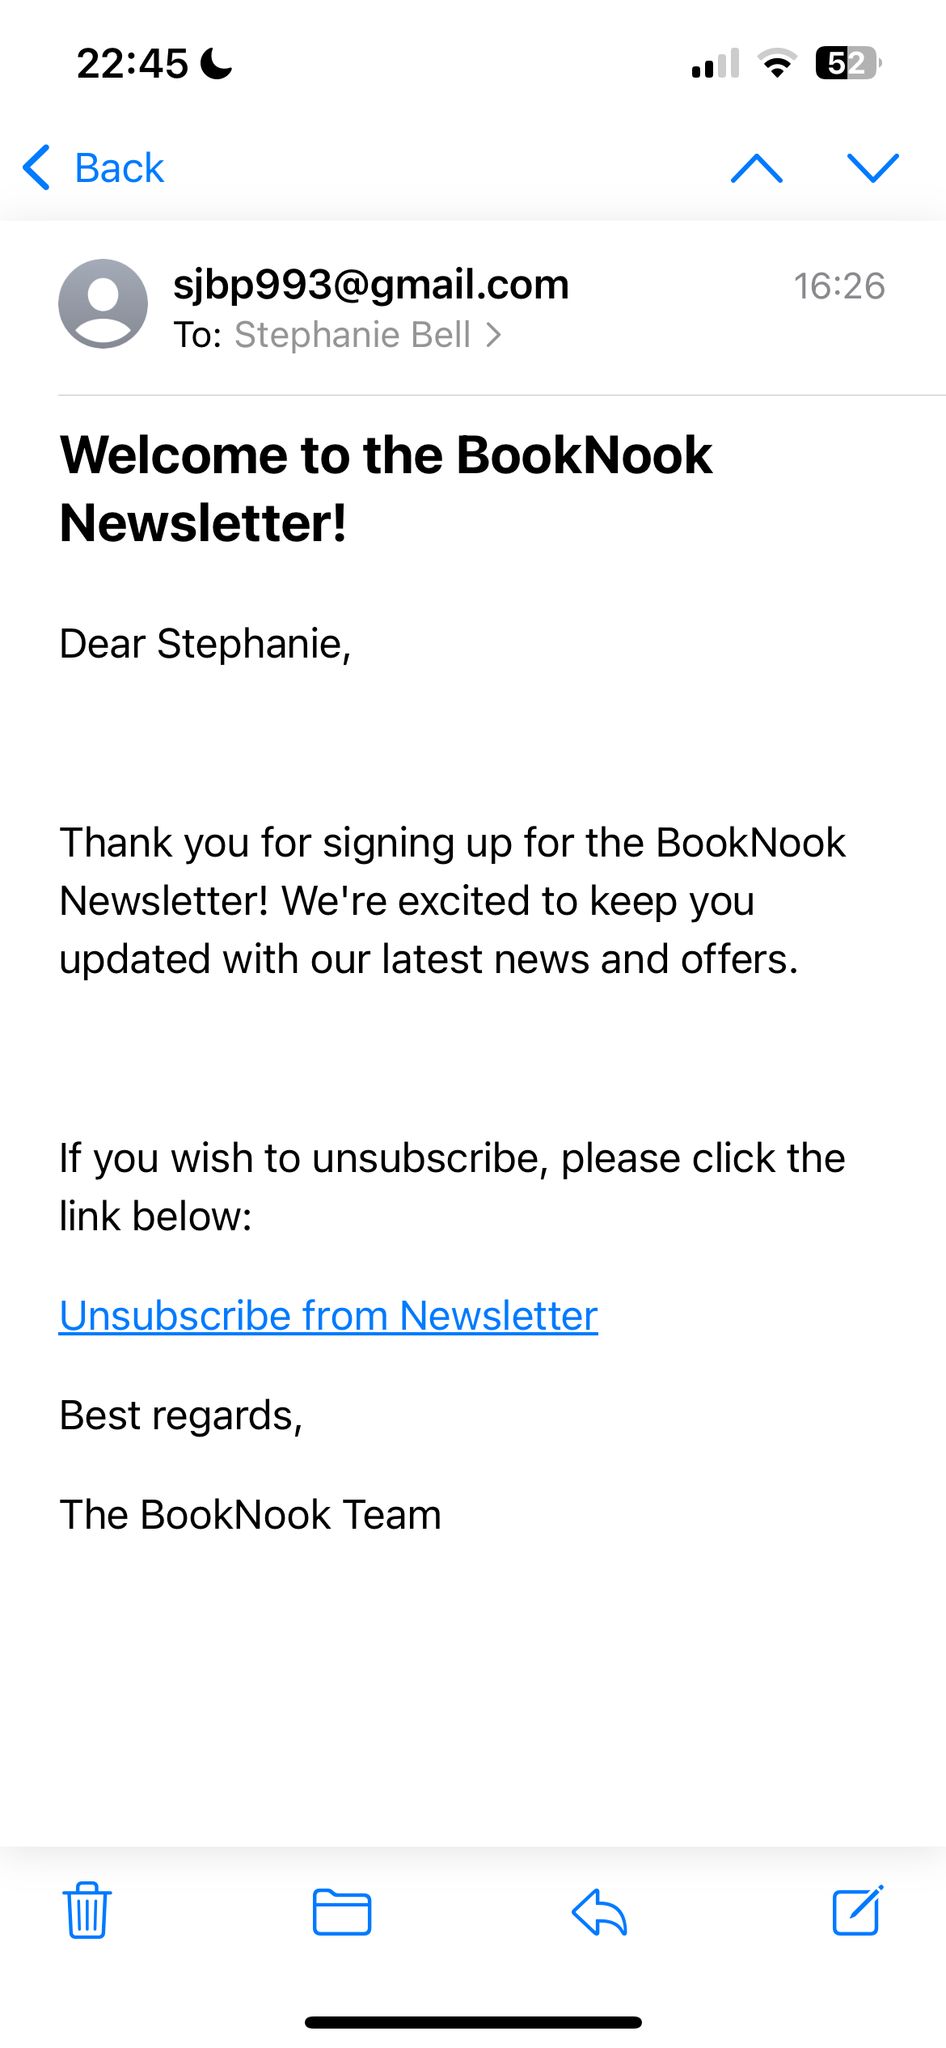 22:45
52
Back
sjbp993@gmail.com
16:26
To: Stephanie Bell
Welcome to the BookNook
Newsletter!
Dear Stephanie,
Thank you for signing up for the BookNook
Newsletter! We're excited to keep you
updated with our latest news and offers.
If you wish to unsubscribe, please click the
link below:
Unsubscribe from Newsletter
Best regards,
The BookNook Team